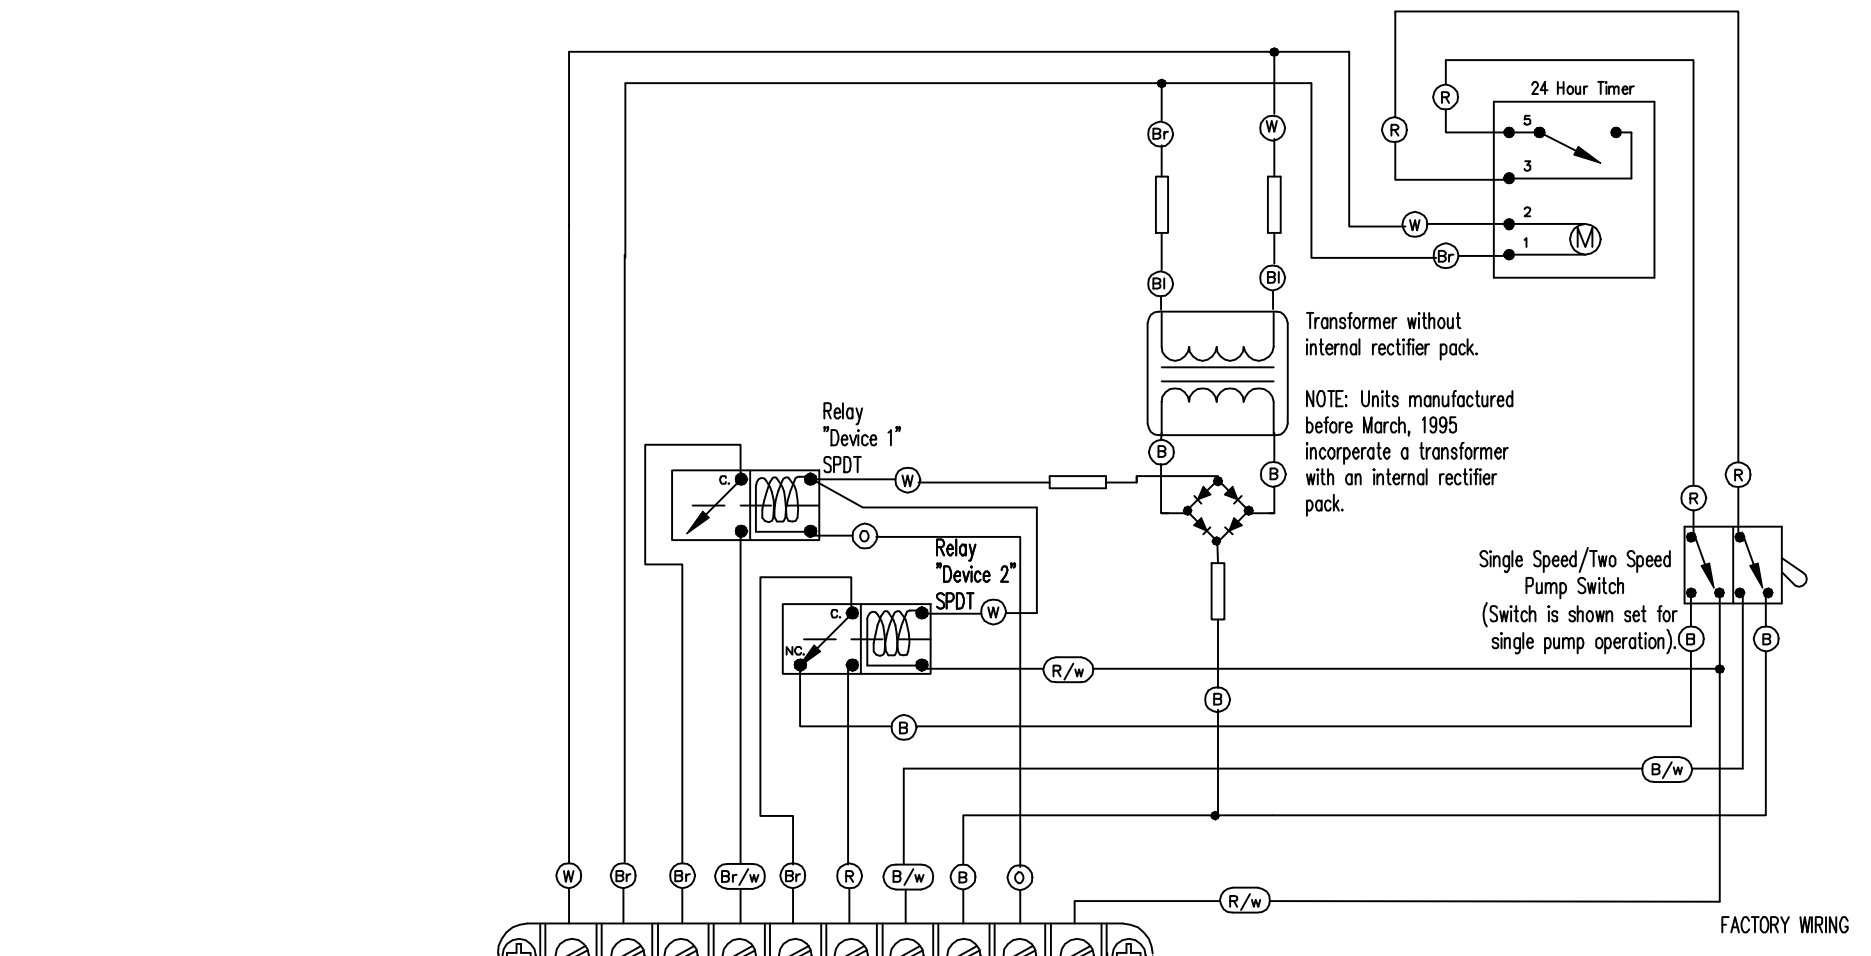 24 Hour Timer
R
R
5
3
2
1
M
W
Br
Br
W
Bl
Bl
Transformer without
internal rectifier pack.
NOTE: Units manufactured
before March, 1995
incorperate a transformer
with an internal rectifier
pack.
B
B
Relay
"Device 1"
SPDT
C.
W
O
Relay
"Device 2"
SPDT
C.
NC.
W
R/w
B
B
R
R
Single Speed/Two Speed
Pump Switch
(Switch is shown set for
single pump operation).
B
B
B/w
W
Br
Br
Br/w
Br
R
B/w
B
O
R/w
FACTORY WIRING